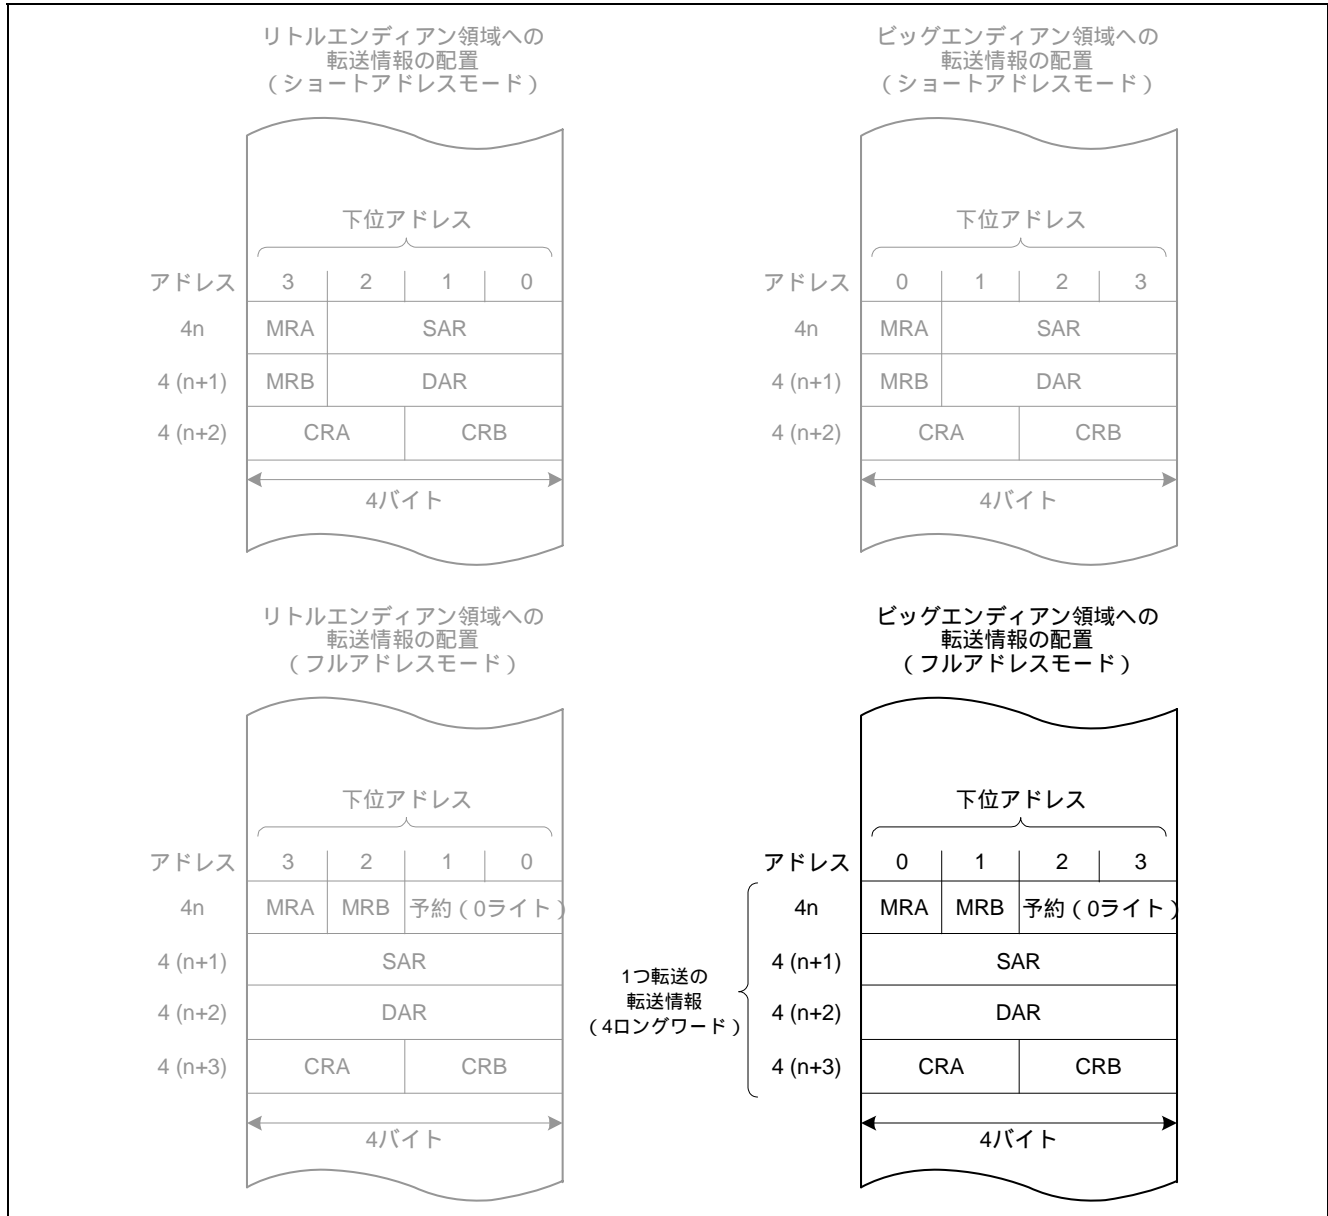 リトルエンディアン領域への
転送情報の配置
（ショートアドレスモード）
下位アドレス
アドレス 3 2 1 0
4n MRA SAR
4 (n+1) MRB DAR
4 (n+2) CRA CRB
4バイト
ビッグエンディアン領域への
転送情報の配置
（ショートアドレスモード）
下位アドレス
アドレス 0 1 2 3
4n MRA SAR
4 (n+1) MRB DAR
4 (n+2) CRA CRB
4バイト
リトルエンディアン領域への
転送情報の配置
（フルアドレスモード）
下位アドレス
アドレス 3 2 1 0
4n MRA MRB 予約（0ライト）
4 (n+1) SAR
4 (n+2) DAR
4 (n+3) CRA CRB
4バイト
ビッグエンディアン領域への
転送情報の配置
（フルアドレスモード）
下位アドレス
アドレス 0 1 2 3
4n MRA MRB 予約（0ライト）
4 (n+1) SAR
4 (n+2) DAR
4 (n+3) CRA CRB
4バイト
1つ転送の
転送情報
（4ロングワード）